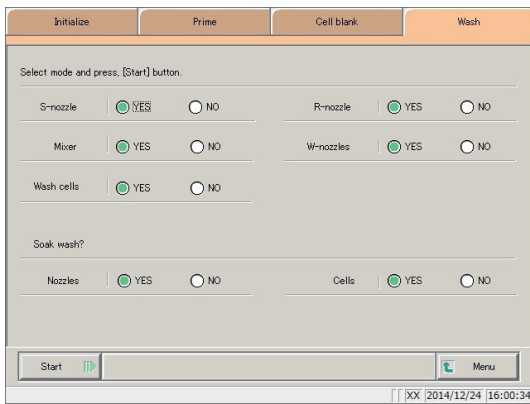 Initialize Prime Cell blank Wash
Select mode and press, [Start] button.
S-nozzle YES NO R-nozzle YES NO
Mixer YES NO W-nozzles YES NO
Wash cells YES NO
Soak wash?
Nozzles YES NO Cells YES NO
Start Menu
XX 2014/12/24 16:00:34